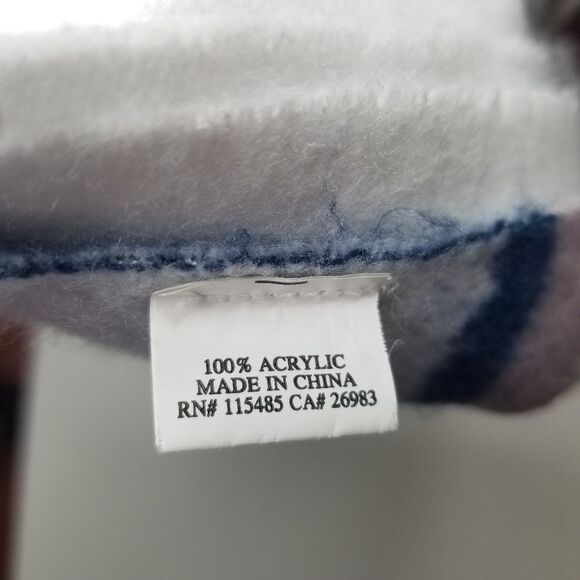 100% ACRYLIC
MADE IN CHINA
RN# 115485 CA# 26983